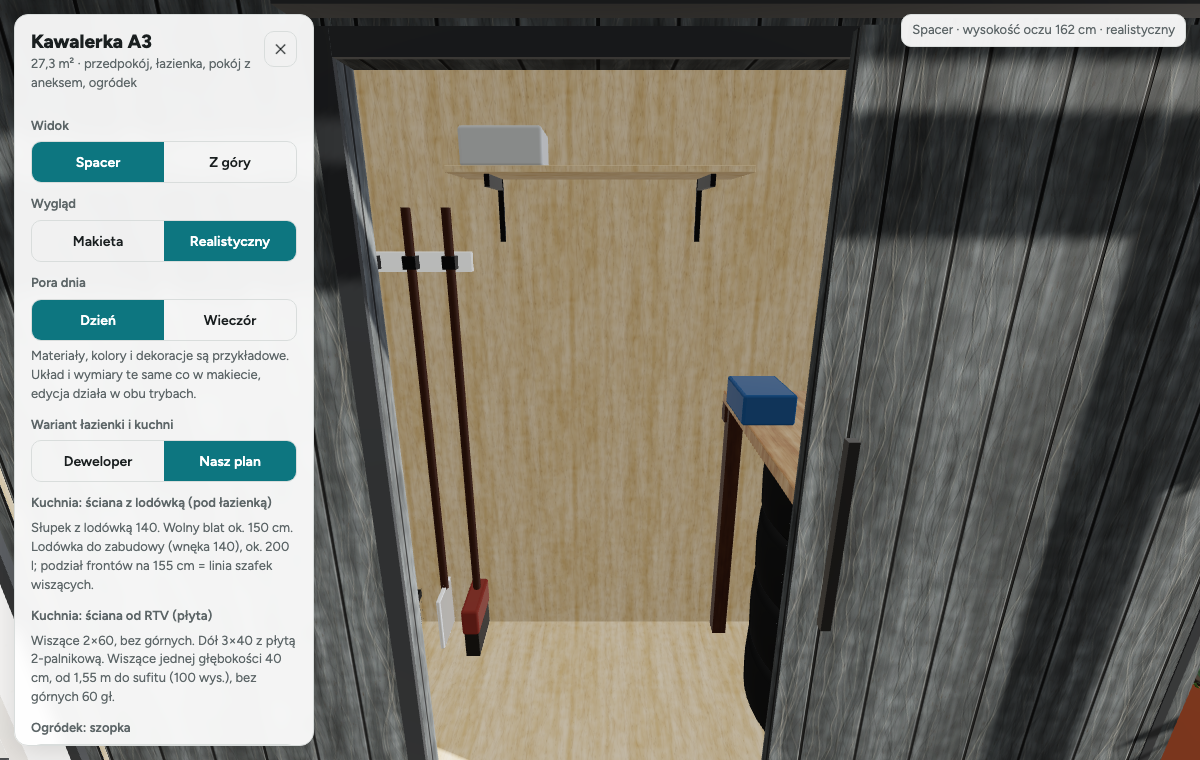 Kawalerka A3
27,3 m² · przedpokój, łazienka, pokój z
aneksem, ogródek
Widok
Spacer
Z góry
Wygląd
Makieta
Realistyczny
Pora dnia
Dzień
Wieczór
Materiały, kolory i dekoracje są przykładowe.
Układ i wymiary te same co w makiecie,
edycja działa w obu trybach.
Wariant łazienki i kuchni
Deweloper
Nasz plan
Kuchnia: ściana z lodówką (pod łazienką)
Słupek z lodówką 140. Wolny blat ok. 150 cm.
Lodówka do zabudowy (wnęka 140), ok. 200
l; podział frontów na 155 cm = linia szafek
wiszących.
Kuchnia: ściana od RTV (płyta)
Wiszące 2×60, bez górnych. Dół 3×40 z płytą
2-palnikową. Wiszące jednej głębokości 40
cm, od 1,55 m do sufitu (100 wys.), bez
górnych 60 gł.
Ogródek: szopka
Spacer · wysokość oczu 162 cm · realistyczny